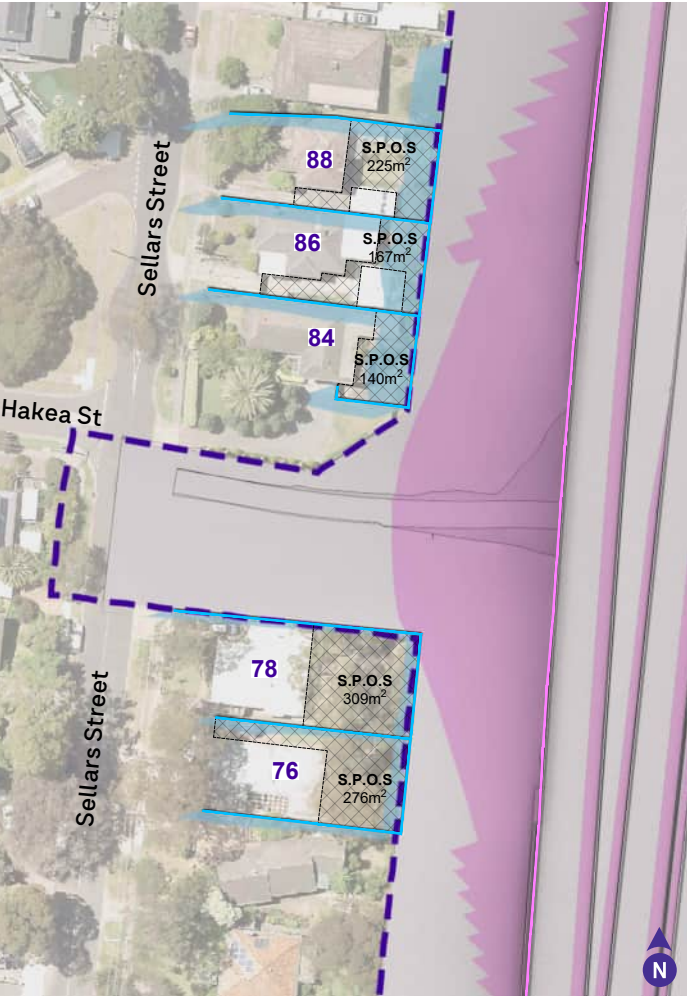 88
S.P.O.S
225m²
Sellars Street
86
S.P.O.S
167m²
84
S.P.O.S
140m²
Hakea St
78
S.P.O.S
309m²
Sellars Street
76
S.P.O.S
276m²
N